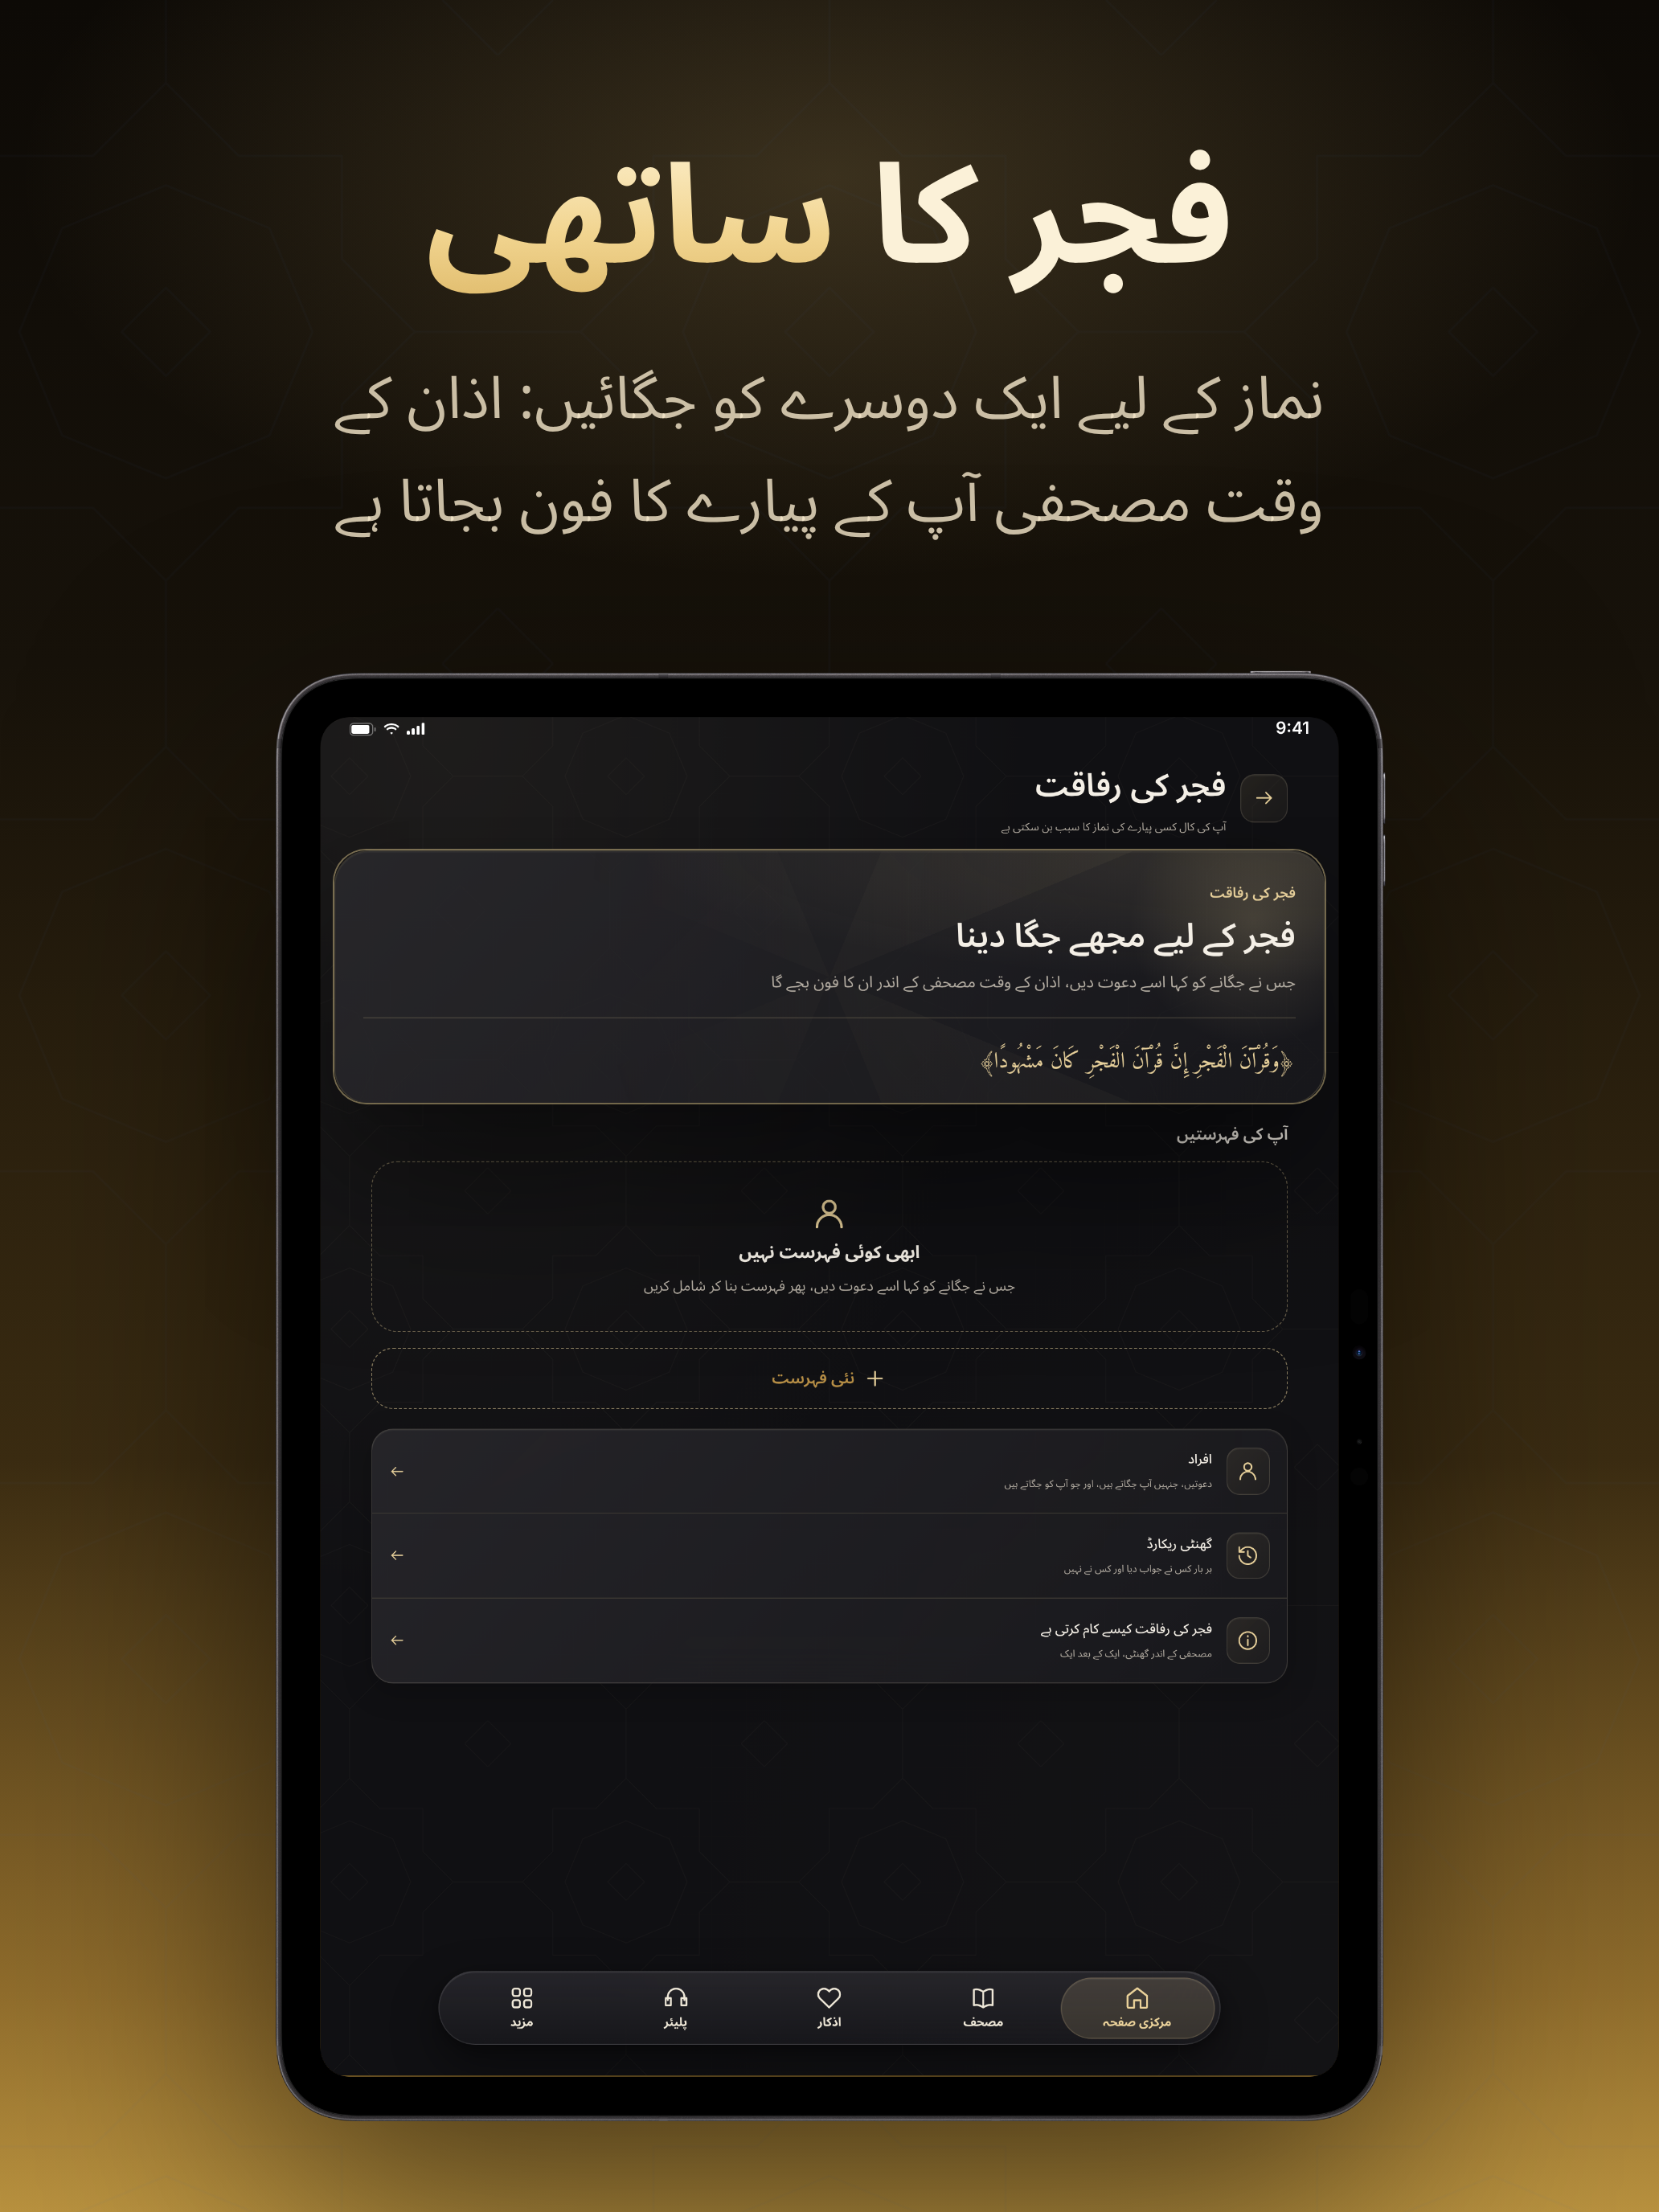 فجر کا ساتھی
نماز کے لیے ایک دوسرے کو جگائیں: اذان کے
وقت مصحفی آپ کے پیارے کا فون بجاتا ہے
9:41
فجر کی رفاقت
آپ کی کال کسی پیارے کی نماز کا سبب بن سکتی ہے
فجر کی رفاقت
فجر کے لیے مجھے جگا دینا
جس نے جگانے کو کہا اسے دعوت دیں، اذان کے وقت مصحفی کے اندر ان کا فون بجے گا
﴿وَقُرْآنَ الْفَجْرِ إِنَّ قُرْآنَ الْفَجْرِ كَانَ مَشْهُودًا﴾
آپ کی فہرستیں
ابھی کوئی فہرست نہیں
جس نے جگانے کو کہا اسے دعوت دیں، پھر فہرست بنا کر شامل کریں
نئی فہرست
افراد
دعوتیں، جنہیں آپ جگاتے ہیں، اور جو آپ کو جگاتے ہیں
گھنٹی ریکارڈ
ہر بار کس نے جواب دیا اور کس نے نہیں
فجر کی رفاقت کیسے کام کرتی ہے
مصحفی کے اندر گھنٹی، ایک کے بعد ایک
مرکزی صفحہ
مصحف
اذکار
پلیئر
مزید